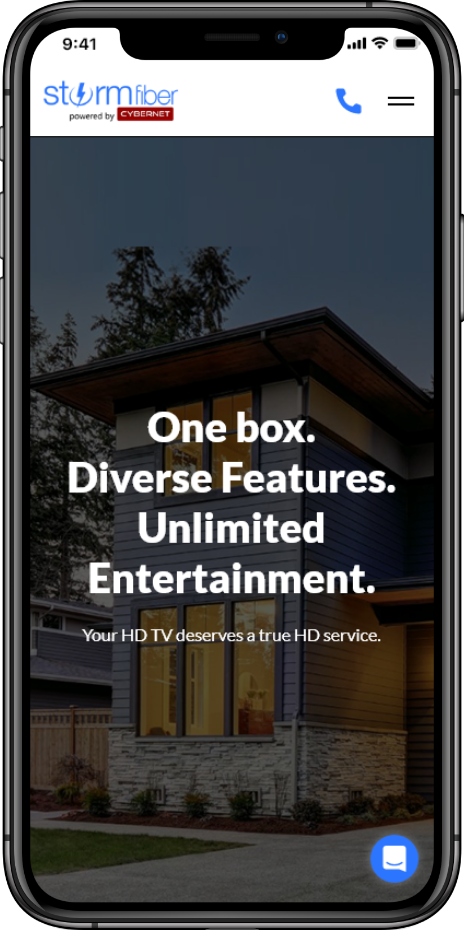 9:41
stormfiber
powered by CYBERNET
One box.
Diverse Features.
Unlimited
Entertainment.
Your HD TV deserves a true HD service.